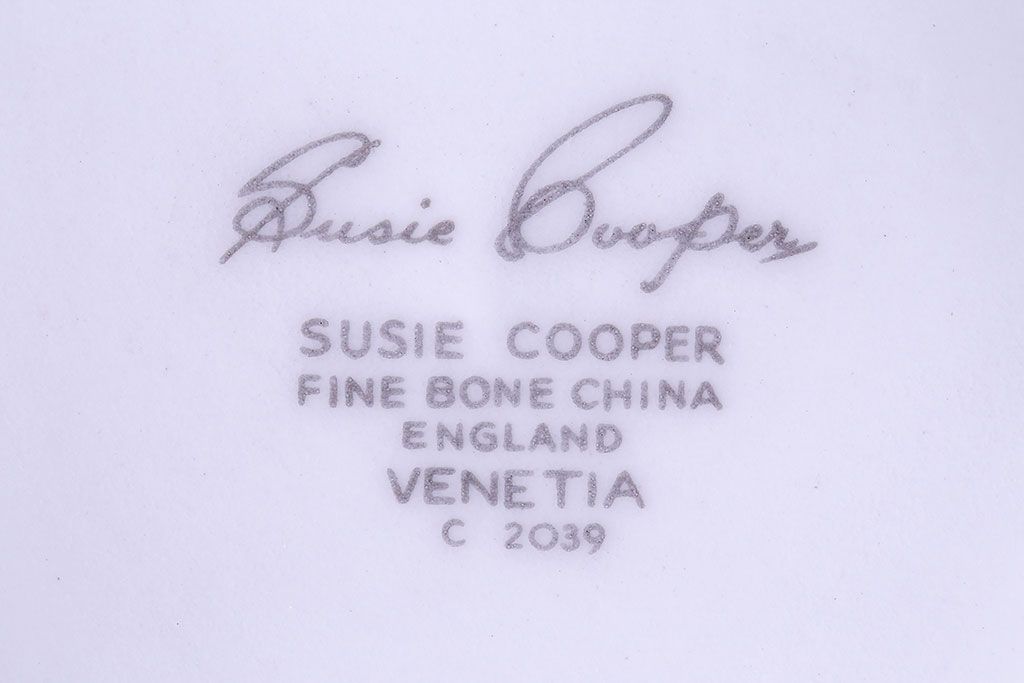 Susie Cooper
SUSIE COOPER
FINE BONE CHINA
ENGLAND
VENETIA
C 2039